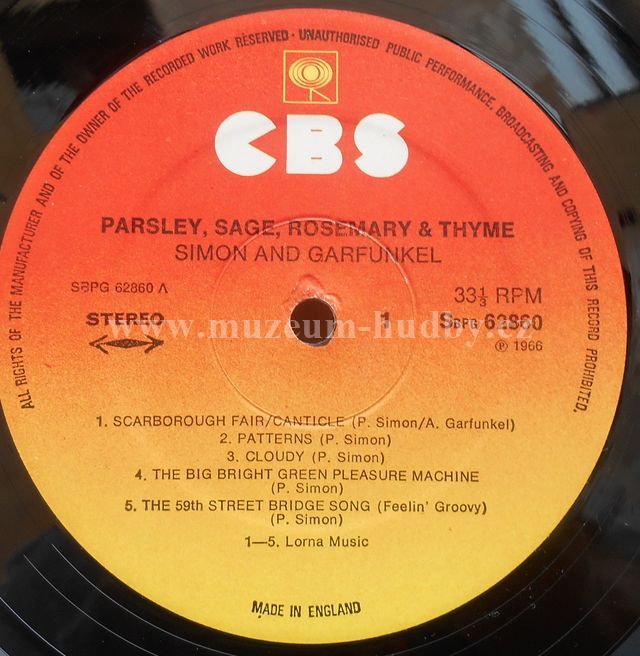 ALL RIGHTS OF THE MANUFACTURER AND OF THE OWNER OF THE RECORDED WORK RESERVED · UNAUTHORISED PUBLIC PERFORMANCE, BROADCASTING AND COPYING OF THIS RECORD PROHIBITED.
CBS
PARSLEY, SAGE, ROSEMARY & THYME
SIMON AND GARFUNKEL
SBPG 62860 A
33⅓ RPM
STEREO
1
SBPG 62860
℗ 1966
www.muzeum-hudby.cz
1. SCARBOROUGH FAIR/CANTICLE (P. Simon/A. Garfunkel)
2. PATTERNS (P. Simon)
3. CLOUDY (P. Simon)
4. THE BIG BRIGHT GREEN PLEASURE MACHINE
(P. Simon)
5. THE 59th STREET BRIDGE SONG (Feelin' Groovy)
(P. Simon)
1—5. Lorna Music
MADE IN ENGLAND